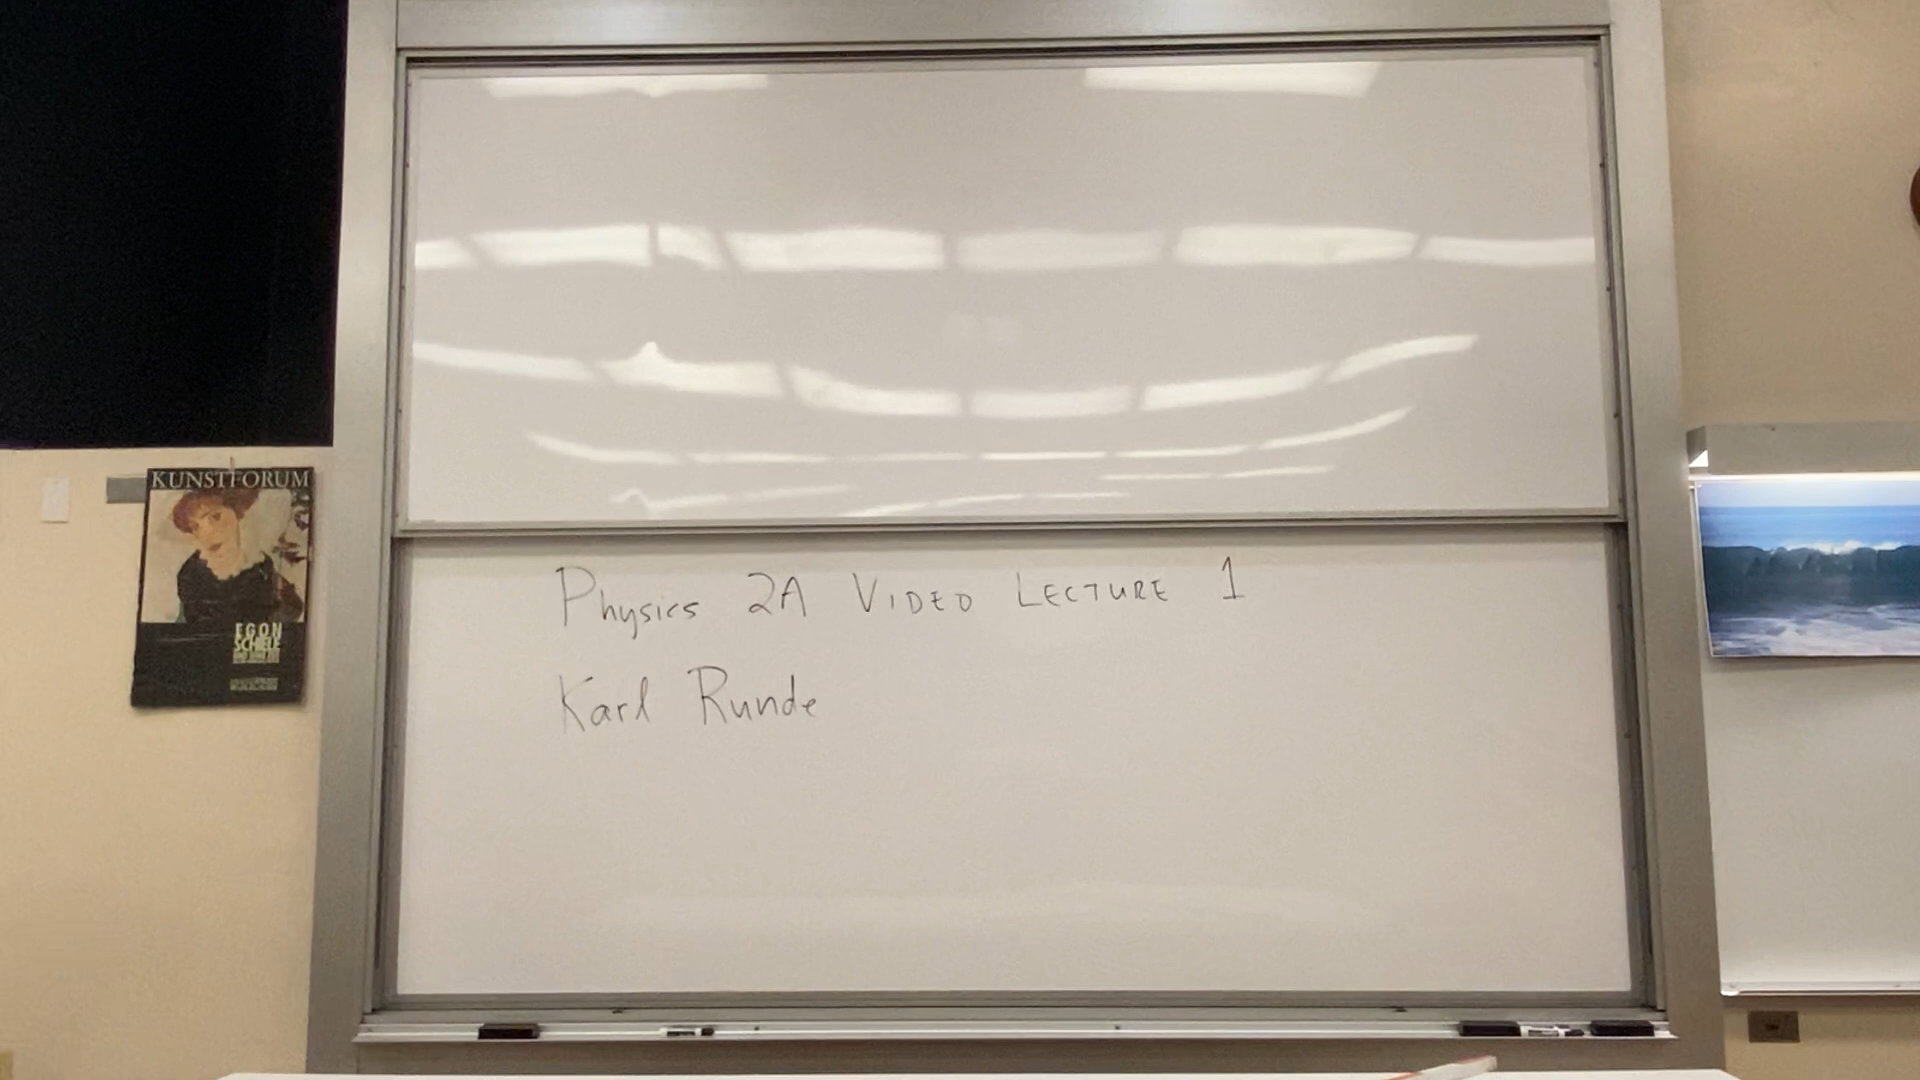 KUNSTFORUM
EGON
SCHIELE
Physics 2A VIDEO LECTURE 1
Karl Runde